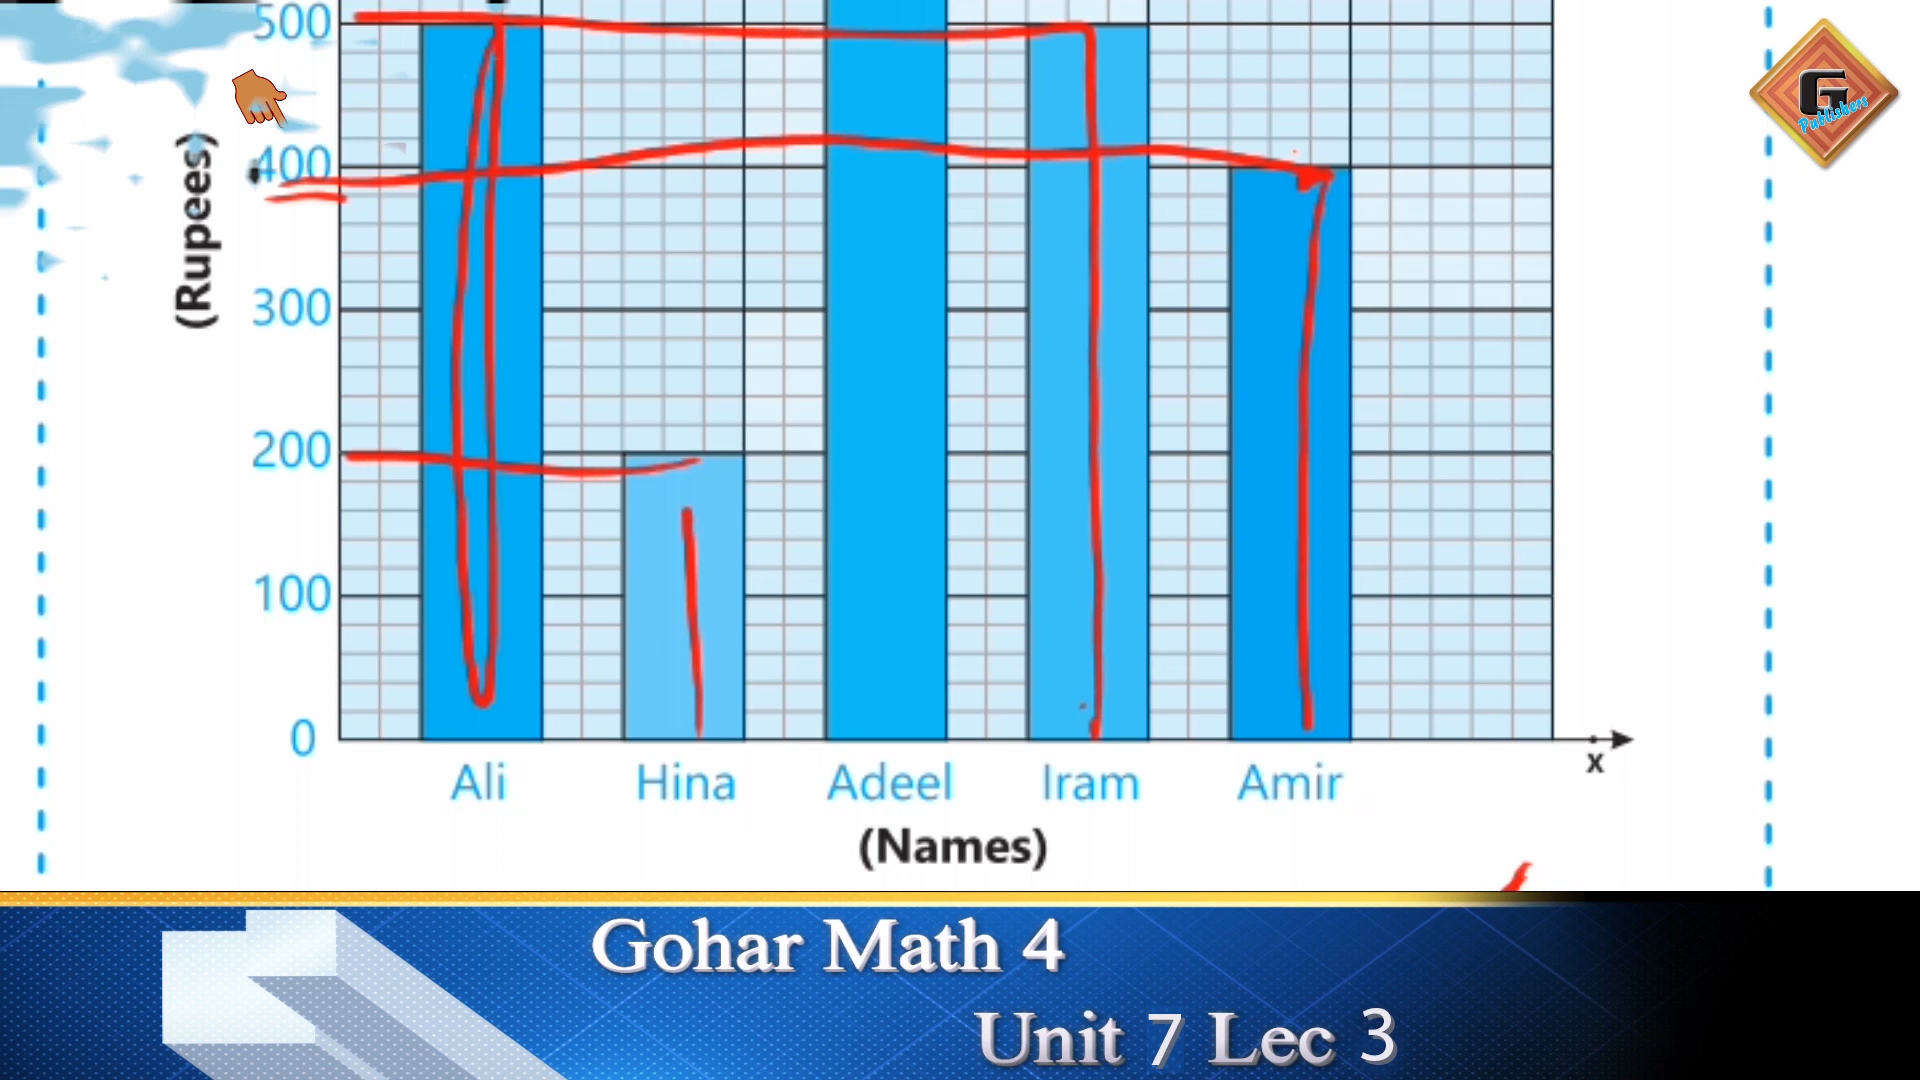 500
400
300
200
100
0
(Rupees)
Ali Hina Adeel Iram Amir
x
(Names)
G
Publishers
Gohar Math 4
Unit 7 Lec 3